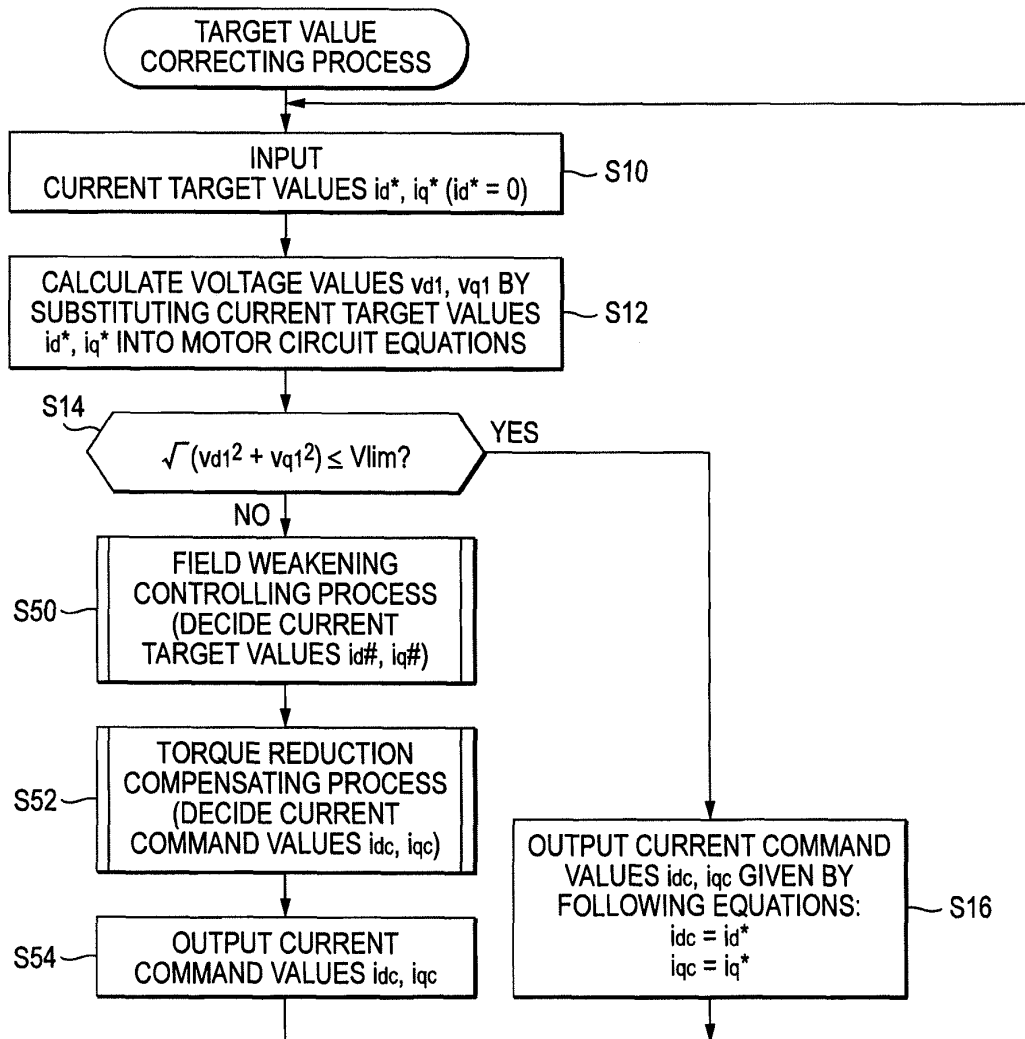 TARGET VALUE
CORRECTING PROCESS
INPUT
CURRENT TARGET VALUES id*, iq* (id* = 0)
S10
CALCULATE VOLTAGE VALUES vd1, vq1 BY
SUBSTITUTING CURRENT TARGET VALUES
id*, iq* INTO MOTOR CIRCUIT EQUATIONS
S12
S14
√(vd1² + vq1²) ≤ Vlim?
YES
NO
FIELD WEAKENING
CONTROLLING PROCESS
(DECIDE CURRENT
TARGET VALUES id#, iq#)
S50
TORQUE REDUCTION
COMPENSATING PROCESS
(DECIDE CURRENT
COMMAND VALUES idc, iqc)
S52
OUTPUT CURRENT
COMMAND VALUES idc, iqc
S54
OUTPUT CURRENT COMMAND
VALUES idc, iqc GIVEN BY
FOLLOWING EQUATIONS:
idc = id*
iqc = iq*
S16